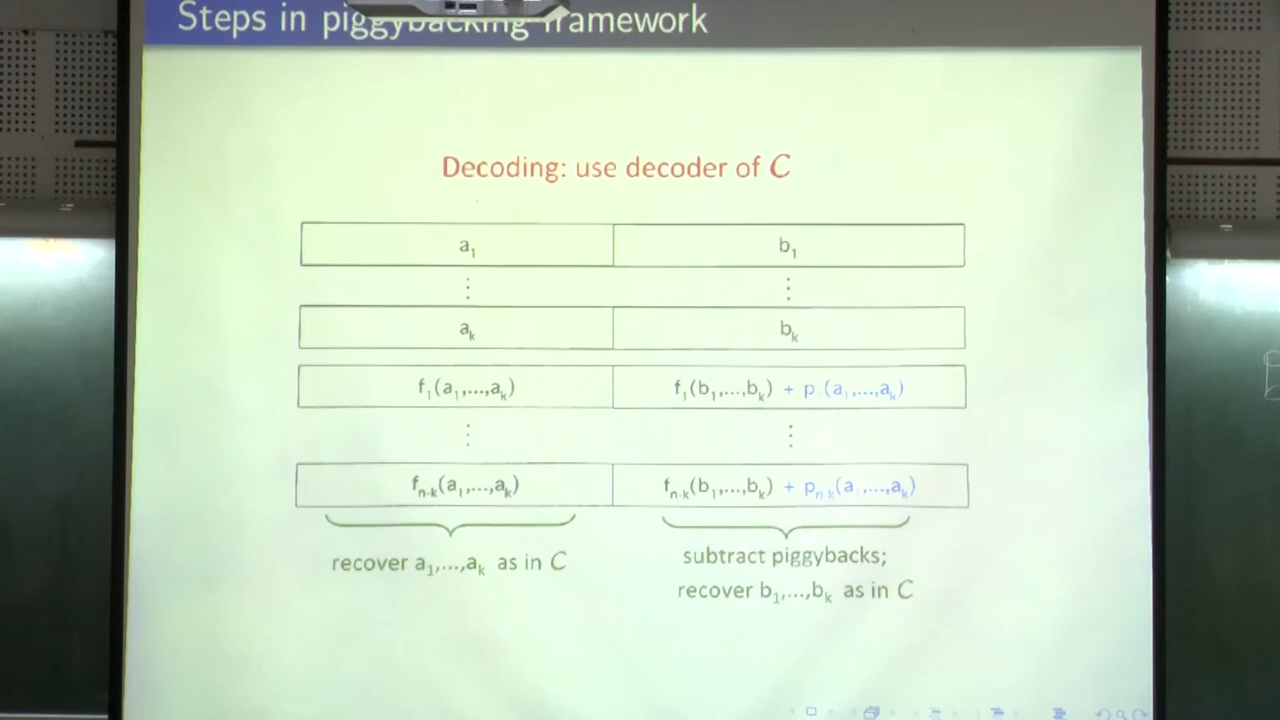 Steps in piggybacking framework
Decoding: use decoder of C
a₁ b₁
⋮ ⋮
aₖ bₖ
f₁(a₁,...,aₖ) f₁(b₁,...,bₖ) + p₁(a₁,...,aₖ)
⋮ ⋮
fₙ₋ₖ(a₁,...,aₖ) fₙ₋ₖ(b₁,...,bₖ) + pₙ₋ₖ(a₁,...,aₖ)
recover a₁,...,aₖ as in C
subtract piggybacks;
recover b₁,...,bₖ as in C